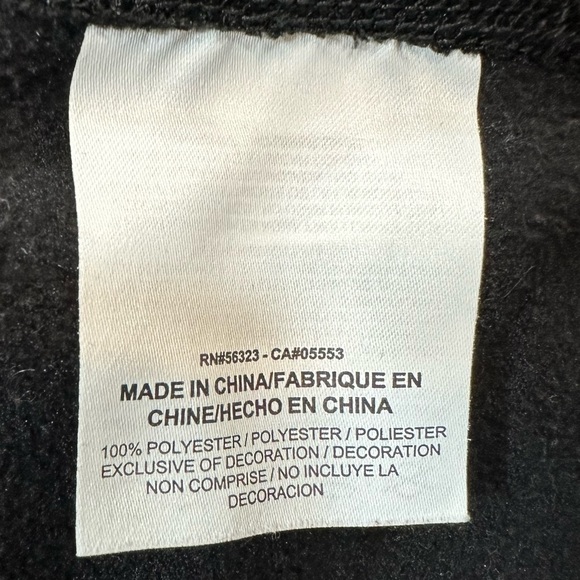 RN#56323 - CA#05553
MADE IN CHINA/FABRIQUE EN
CHINE/HECHO EN CHINA
100% POLYESTER / POLYESTER / POLIESTER
EXCLUSIVE OF DECORATION / DECORATION
NON COMPRISE / NO INCLUYE LA
DECORACION